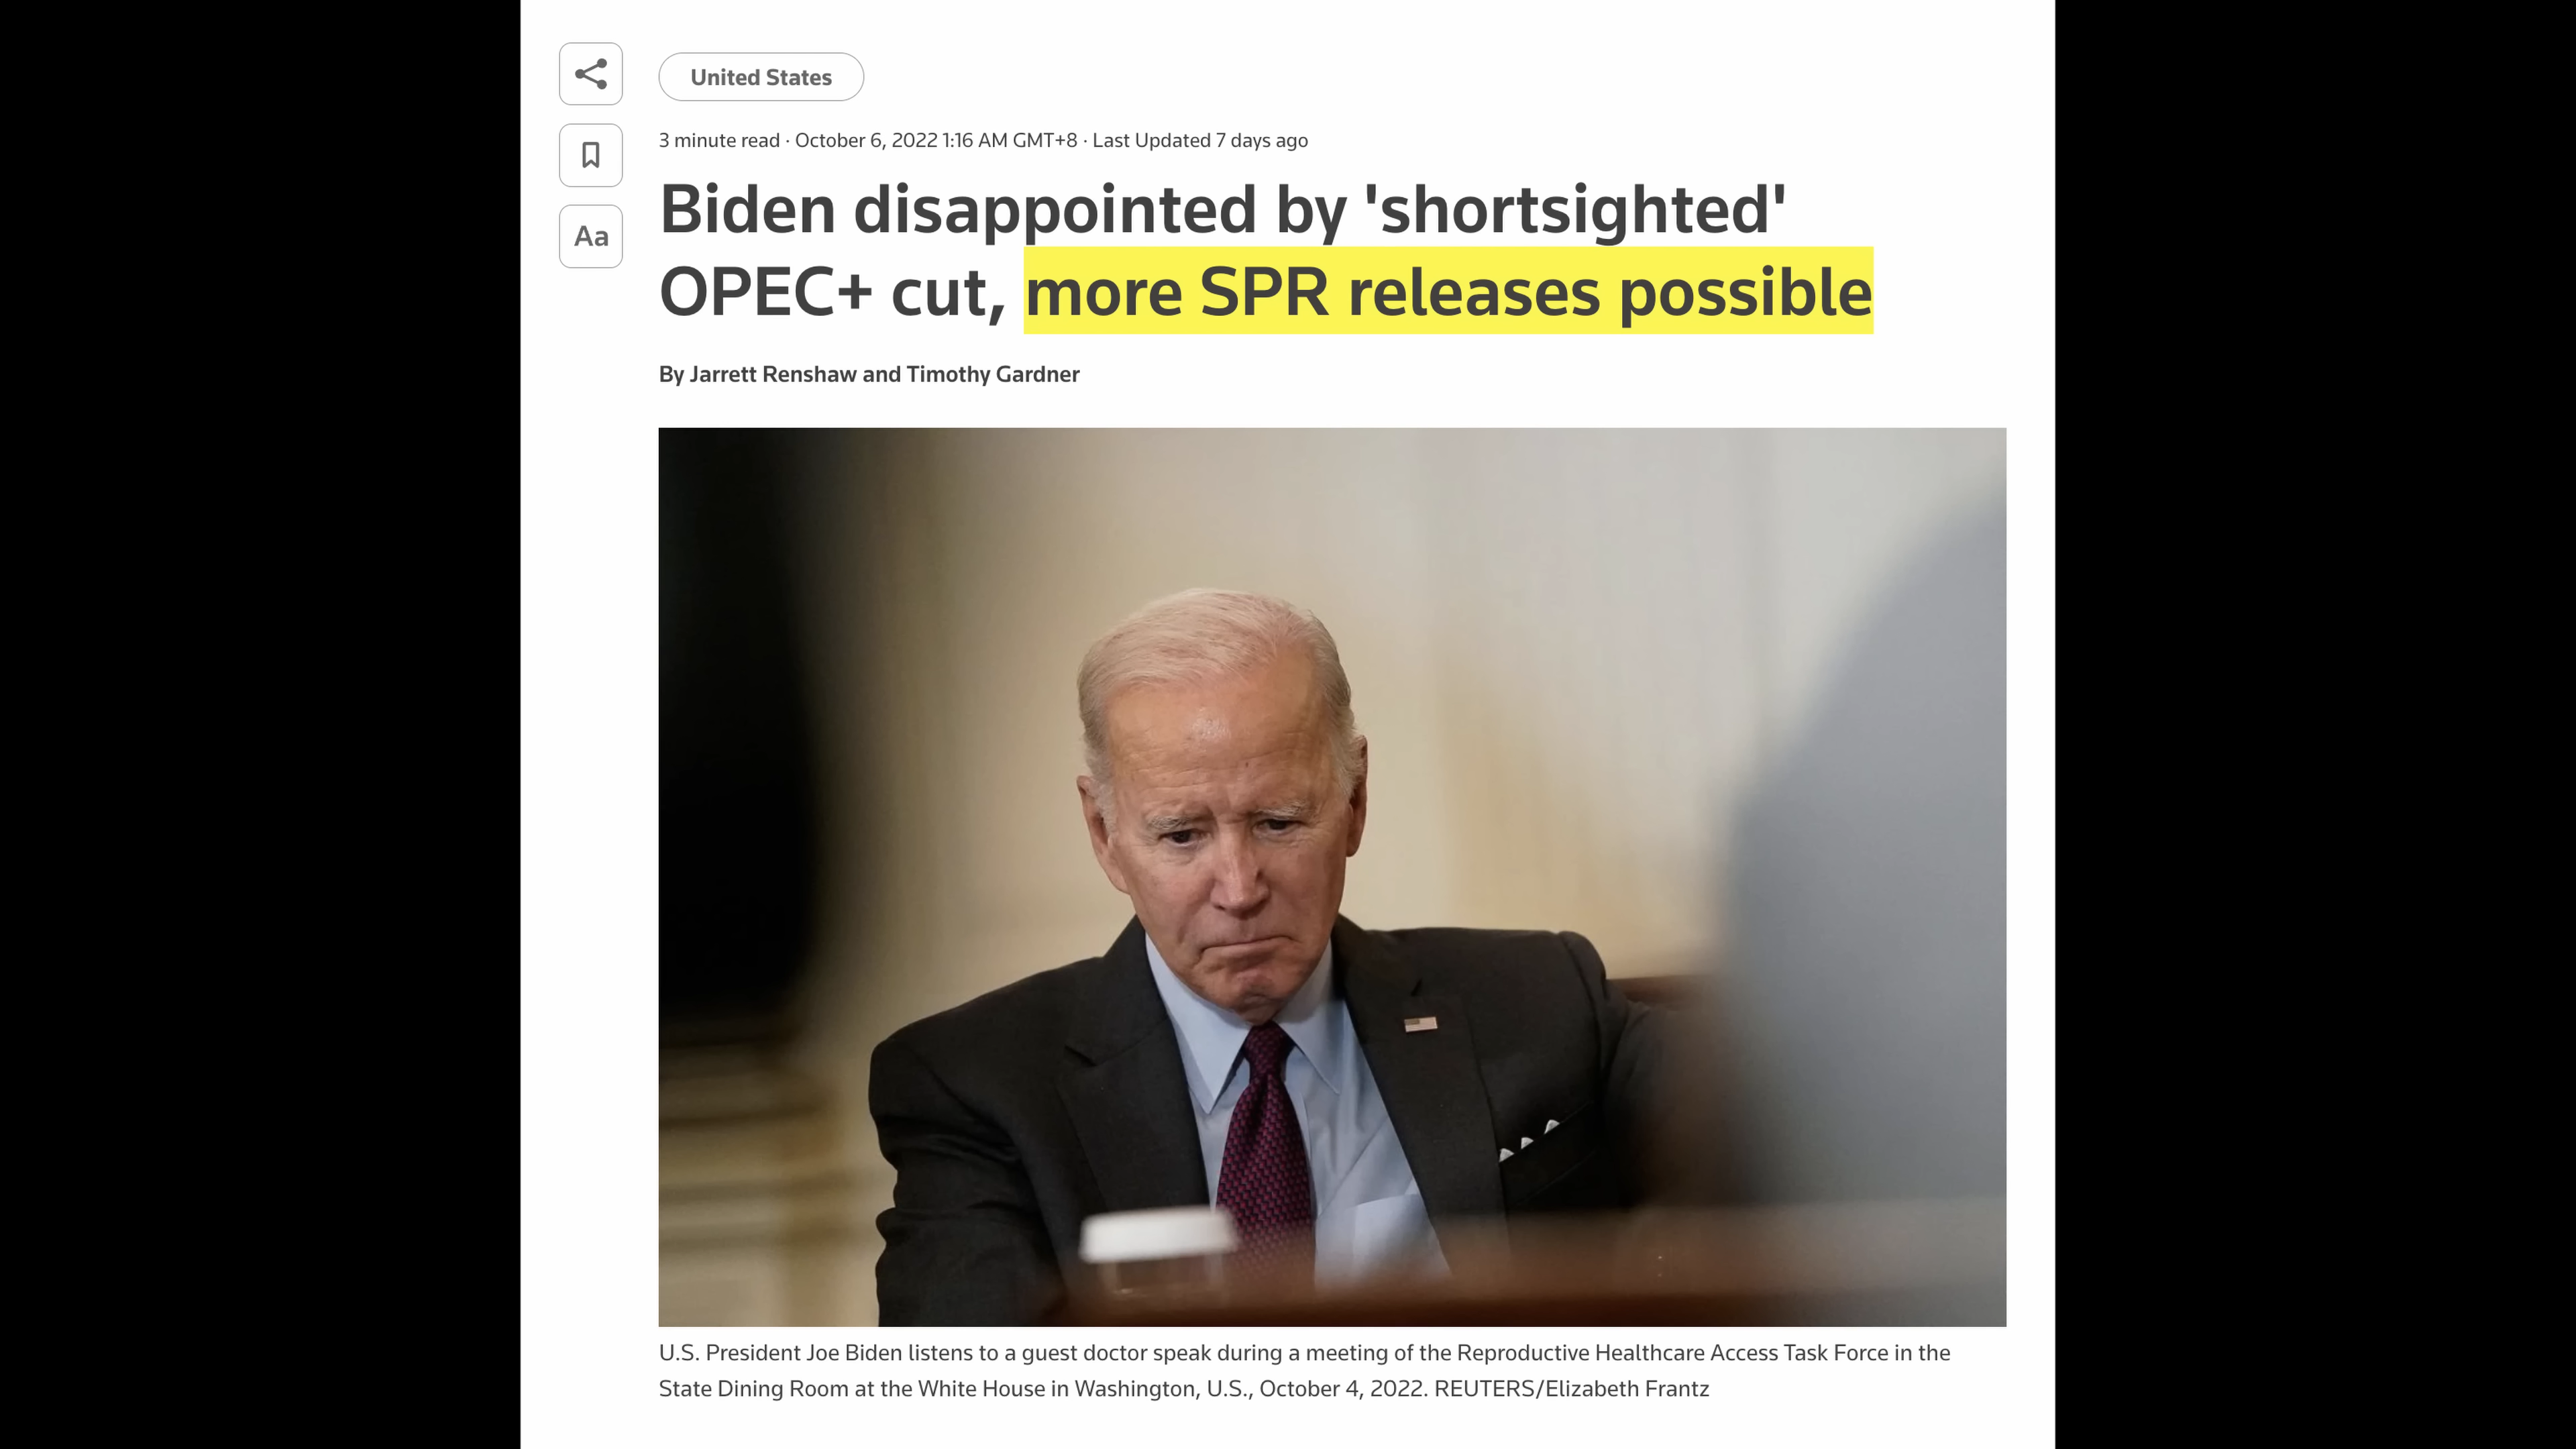 United States
3 minute read · October 6, 2022 1:16 AM GMT+8 · Last Updated 7 days ago
Aa
Biden disappointed by 'shortsighted'
OPEC+ cut, more SPR releases possible
By Jarrett Renshaw and Timothy Gardner
U.S. President Joe Biden listens to a guest doctor speak during a meeting of the Reproductive Healthcare Access Task Force in the
State Dining Room at the White House in Washington, U.S., October 4, 2022. REUTERS/Elizabeth Frantz